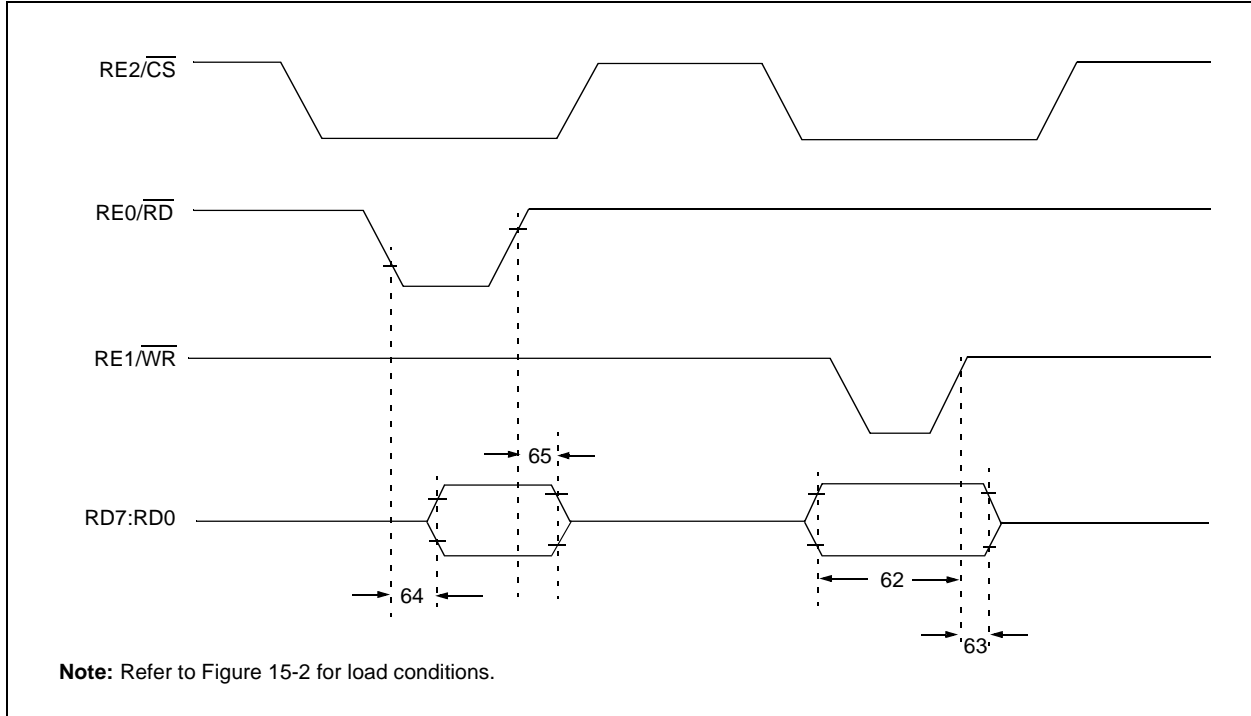 RE2/CS
RE0/RD
RE1/WR
65
RD7:RD0
62
64
63
Note: Refer to Figure 15-2 for load conditions.